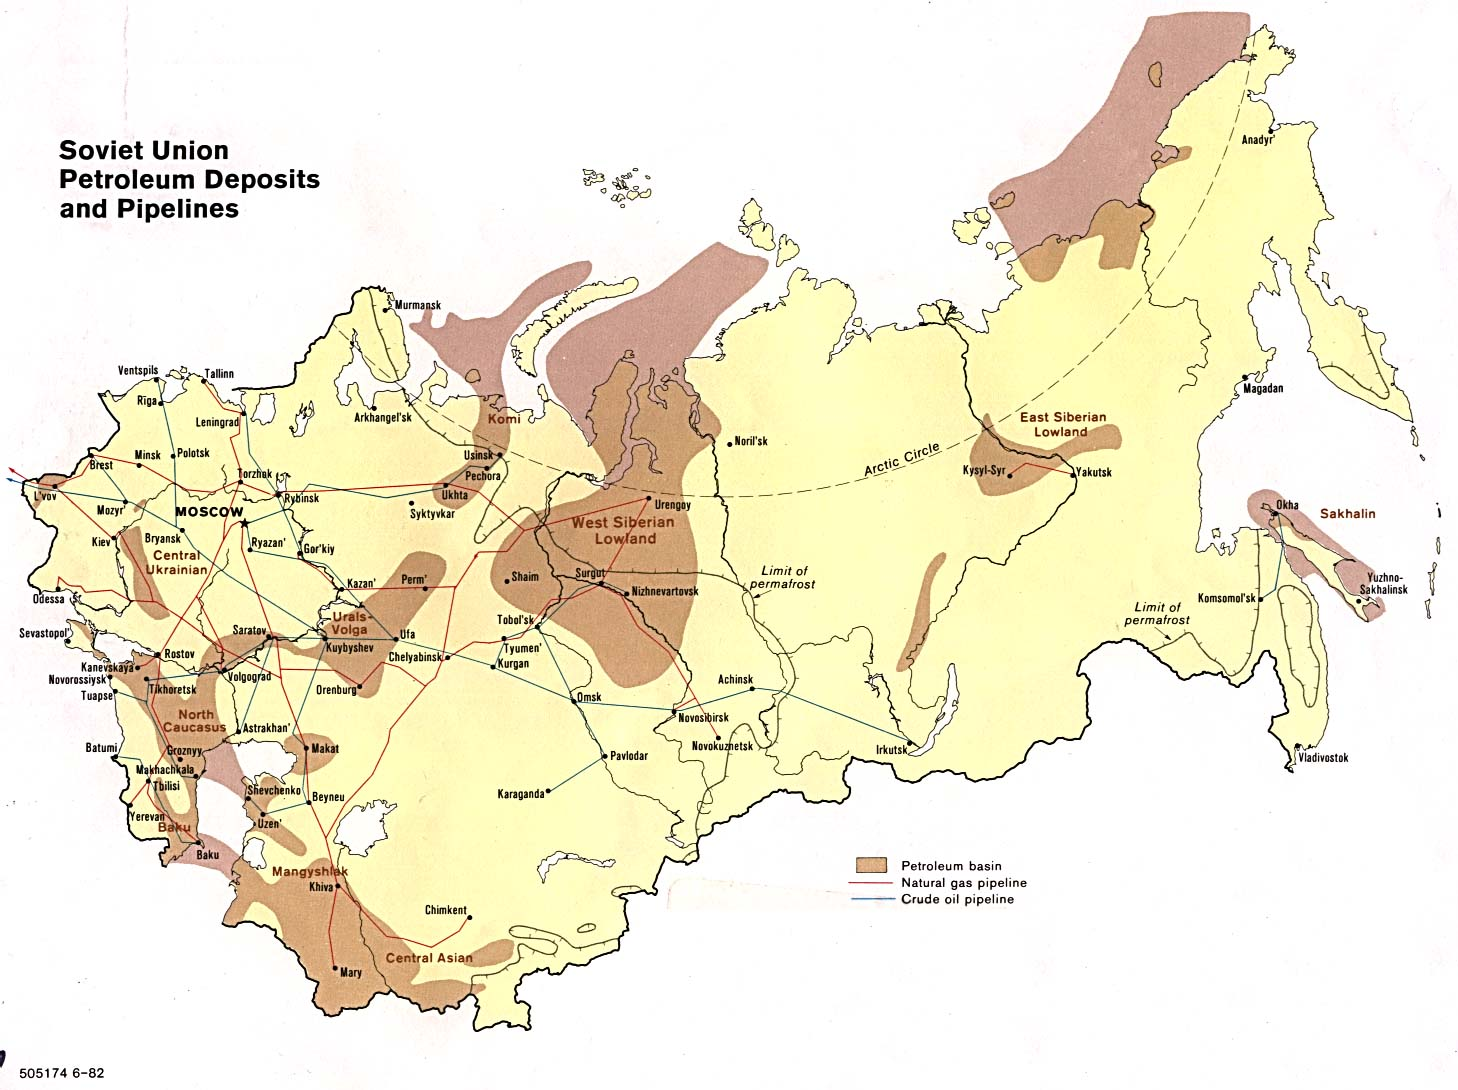 Soviet Union
Petroleum Deposits
and Pipelines
Anadyr'
Murmansk
Ventspils
Tallinn
Rīga
Leningrad
Arkhangel'sk
Komi
Magadan
East Siberian
Lowland
Minsk
Polotsk
Brest
Usinsk
Pechora
Noril'sk
Arctic Circle
Kysyl-Syr
Yakutsk
Torzhok
L'vov
Rybinsk
Ukhta
Mozyr'
MOSCOW
Syktyvkar
Urengoy
Okha
Sakhalin
West Siberian
Lowland
Kiev
Bryansk
Ryazan'
Gor'kiy
Central
Ukrainian
Kazan'
Perm'
Shaim
Surgut
Nizhnevartovsk
Limit of
permafrost
Yuzhno-
Sakhalinsk
Odessa
Komsomol'sk
Limit of
permafrost
Urals-
Volga
Tobol'sk
Sevastopol'
Saratov
Kuybyshev
Ufa
Tyumen'
Rostov
Chelyabinsk
Kurgan
Kanevskaya
Novorossiysk
Tikhoretsk
Volgograd
Orenburg
Achinsk
Tuapse
Omsk
North
Caucasus
Novosibirsk
Astrakhan'
Batumi
Groznyy
Makat
Novokuznetsk
Irkutsk
Pavlodar
Vladivostok
Makhachkala
Tbilisi
Shevchenko
Beyneu
Karaganda
Yerevan
Baku
Uzen'
Baku
Mangyshlak
Khiva
Petroleum basin
Natural gas pipeline
Crude oil pipeline
Chimkent
Central Asian
Mary
505174 6-82